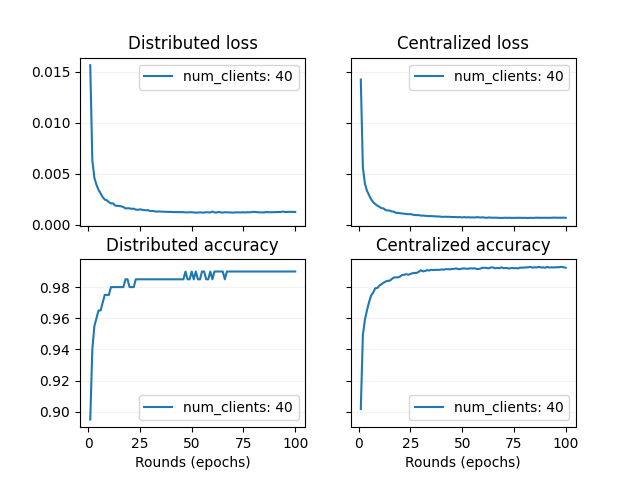 Distributed loss
Centralized loss
num_clients: 40
num_clients: 40
0.015
0.010
0.005
0.000
Distributed accuracy
Centralized accuracy
0.98
0.96
0.94
0.92
0.90
num_clients: 40
num_clients: 40
0 25 50 75 100
0 25 50 75 100
Rounds (epochs)
Rounds (epochs)